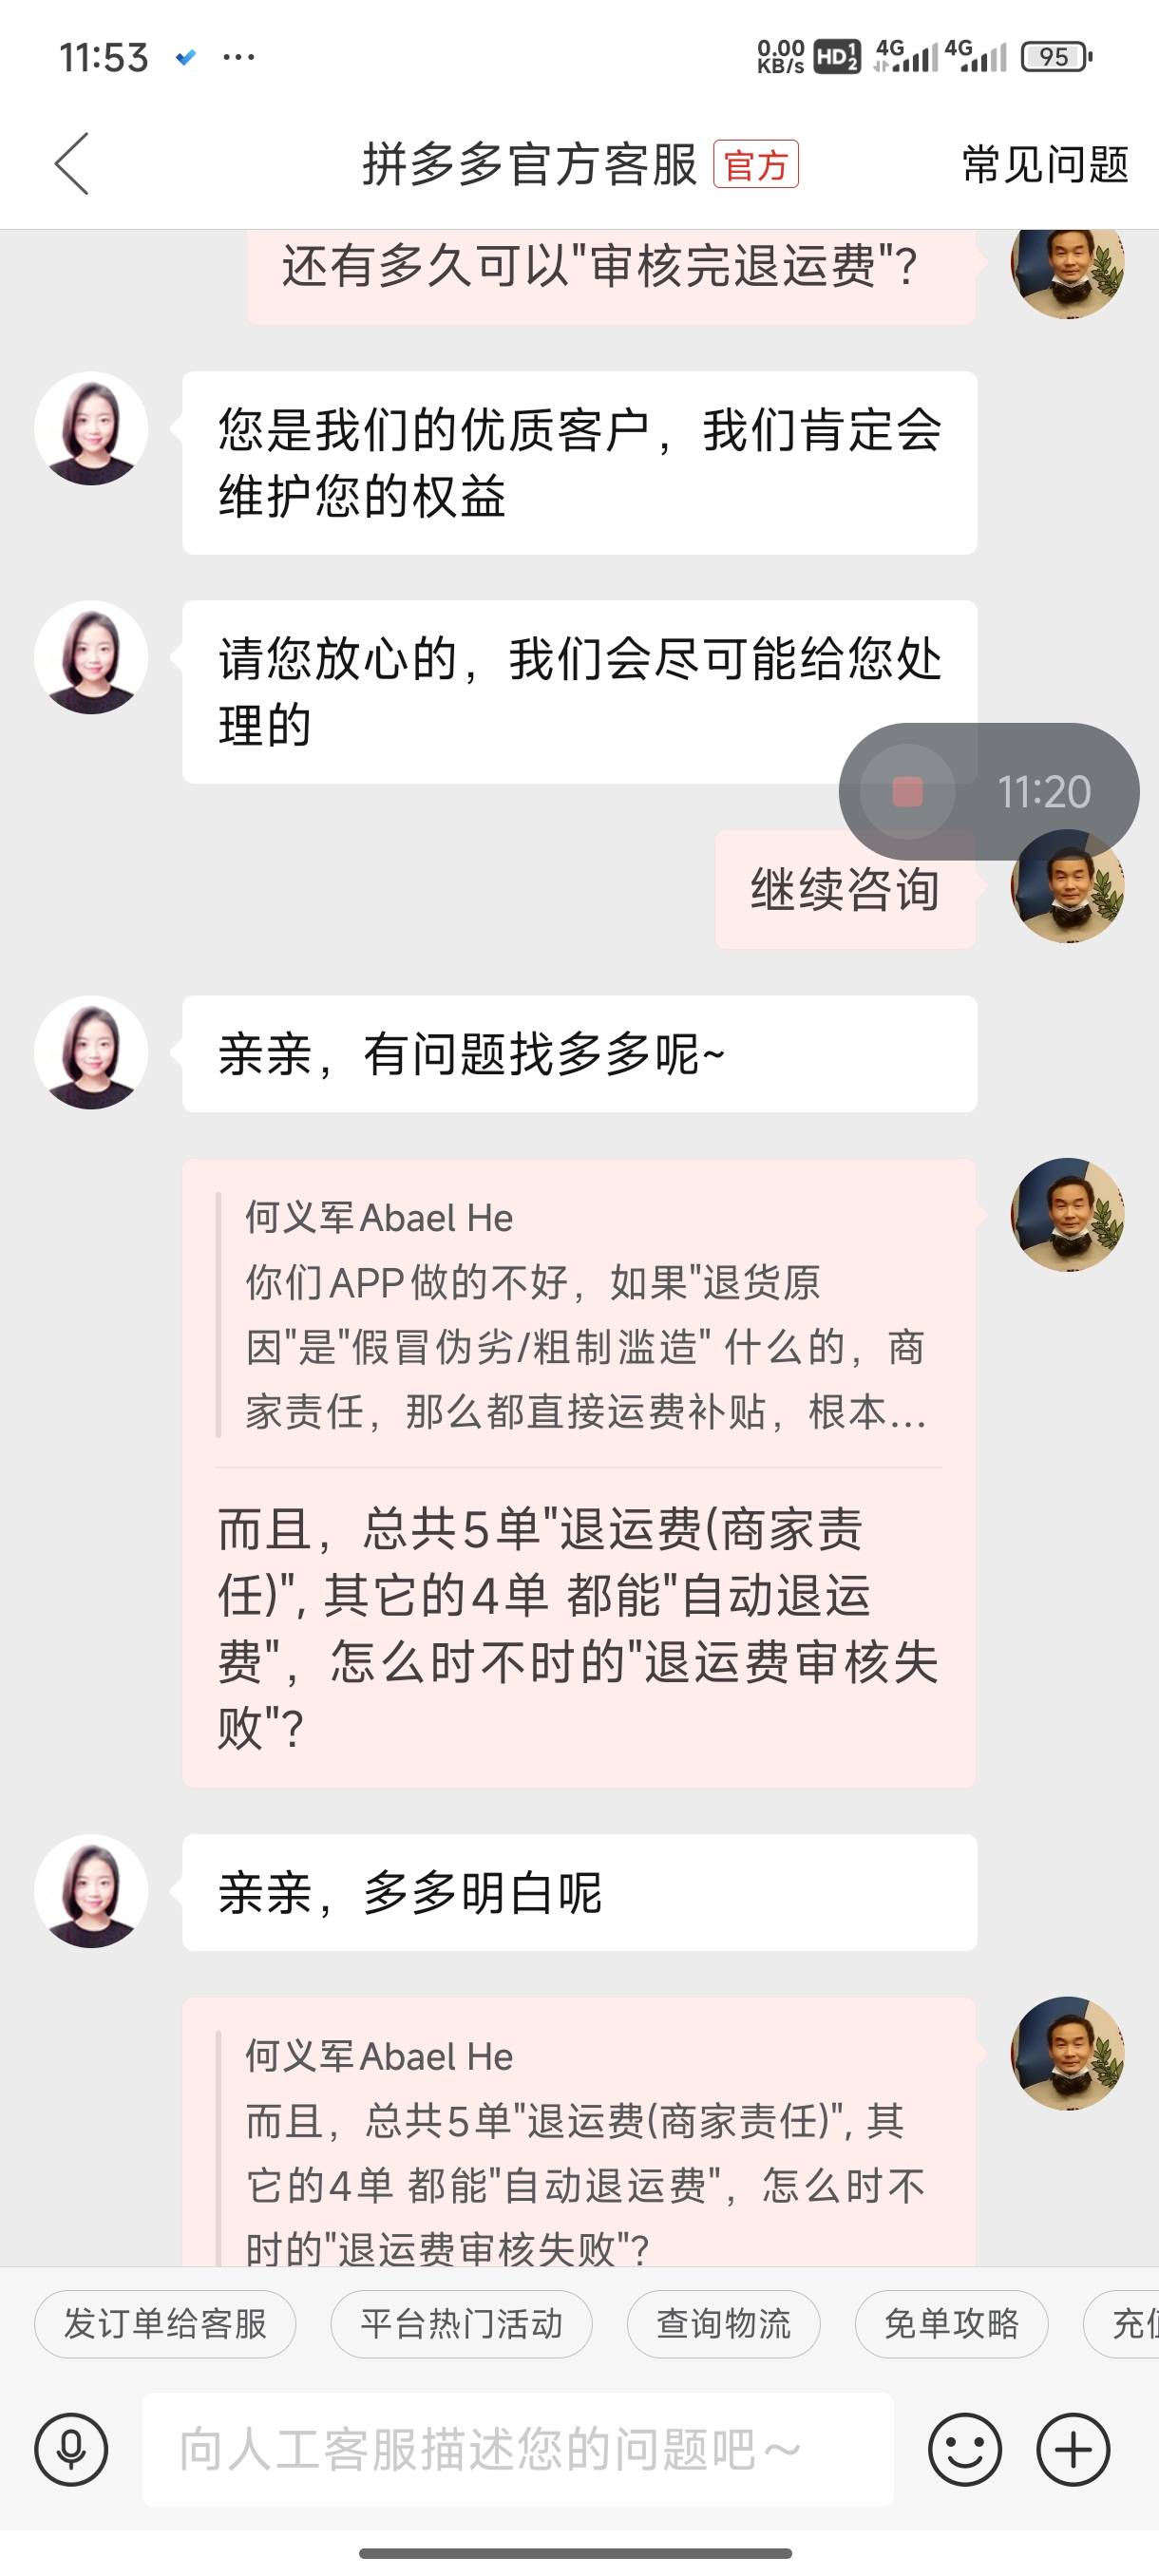 11:53 ...
0.00 KB/s HD 1 2 4G 4G 95
拼多多官方客服 官方 常见问题
还有多久可以"审核完退运费"?
您是我们的优质客户，我们肯定会
维护您的权益
请您放心的，我们会尽可能给您处
理的
11:20
继续咨询
亲亲，有问题找多多呢~
何义军Abael He
你们APP做的不好，如果"退货原
因"是"假冒伪劣/粗制滥造" 什么的，商
家责任，那么都直接运费补贴，根本...
而且，总共5单"退运费(商家责
任)", 其它的4单 都能"自动退运
费"，怎么时不时的"退运费审核失
败"?
亲亲，多多明白呢
何义军Abael He
而且，总共5单"退运费(商家责任)", 其
它的4单 都能"自动退运费"，怎么时不
时的"退运费审核失败"?
发订单给客服 平台热门活动 查询物流 免单攻略 充值
向人工客服描述您的问题吧～